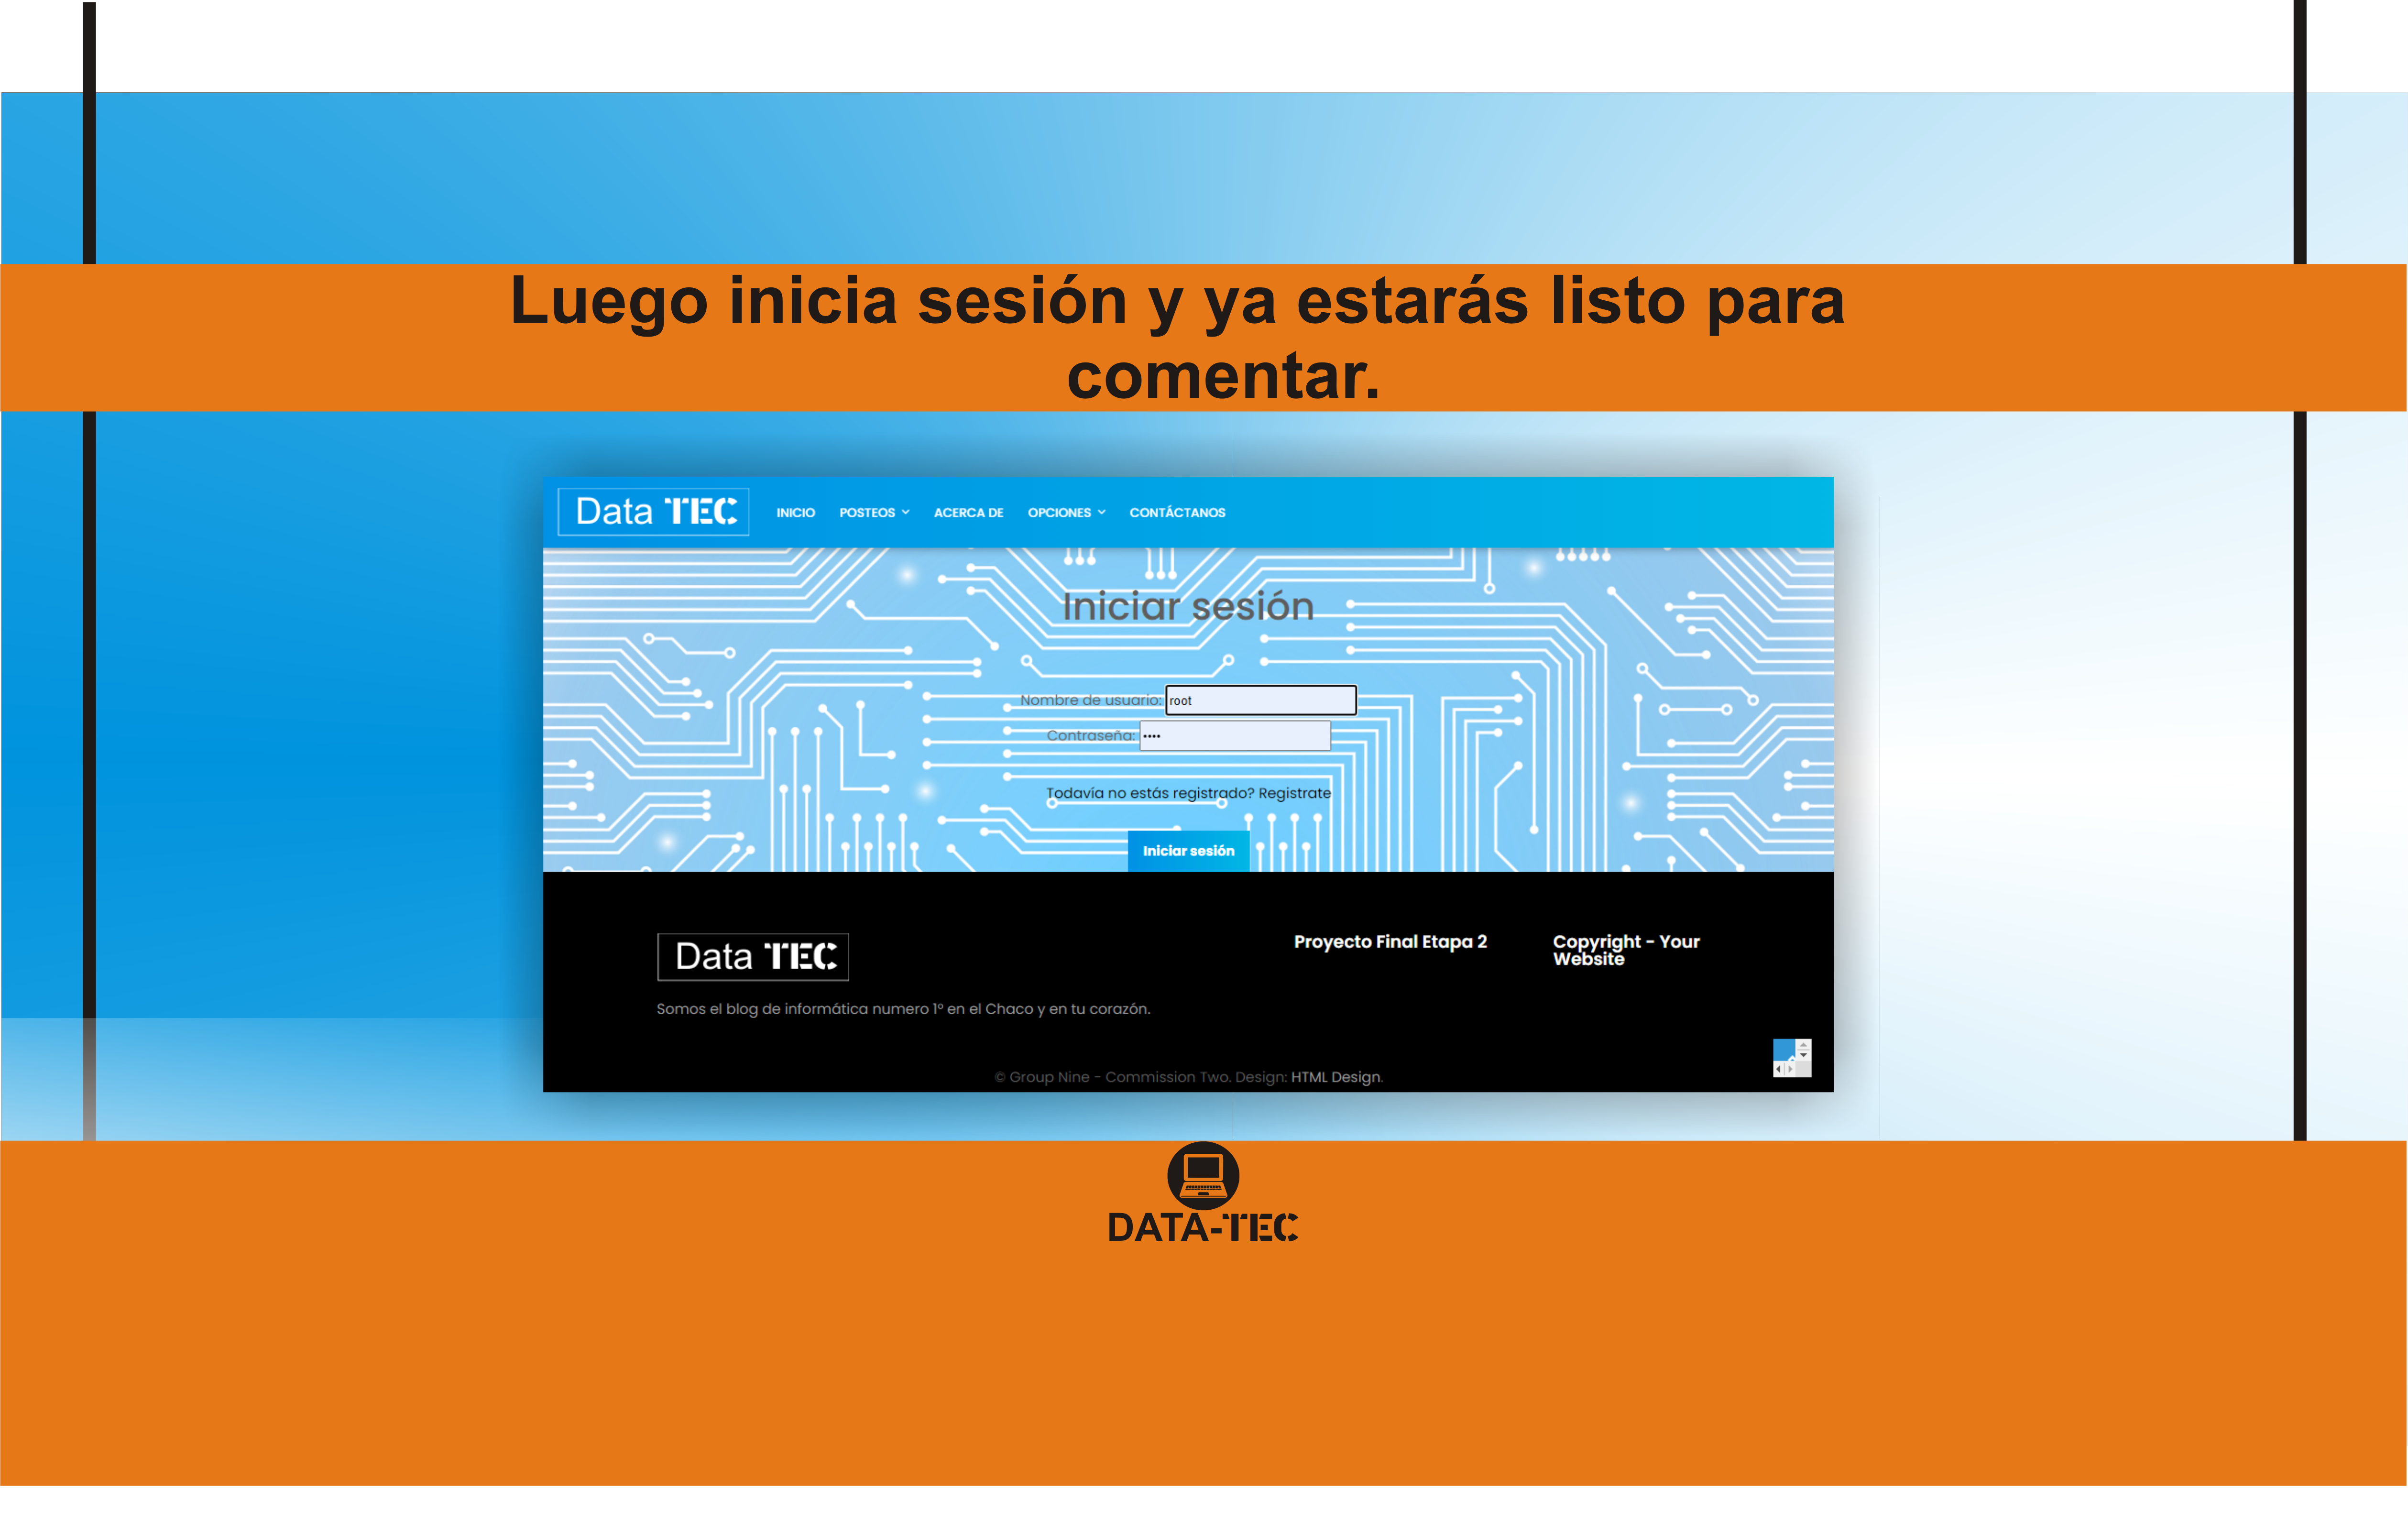 Luego inicia sesión y ya estarás listo para
comentar.
Data TEC
INICIO POSTEOS ACERCA DE OPCIONES CONTÁCTANOS
Iniciar sesión
Nombre de usuario: root
Contraseña: ••••
Todavía no estás registrado? Registrate
Iniciar sesión
Data TEC
Proyecto Final Etapa 2
Copyright - Your
Website
Somos el blog de informática numero 1° en el Chaco y en tu corazón.
© Group Nine - Commission Two. Design: HTML Design.
DATA-TEC